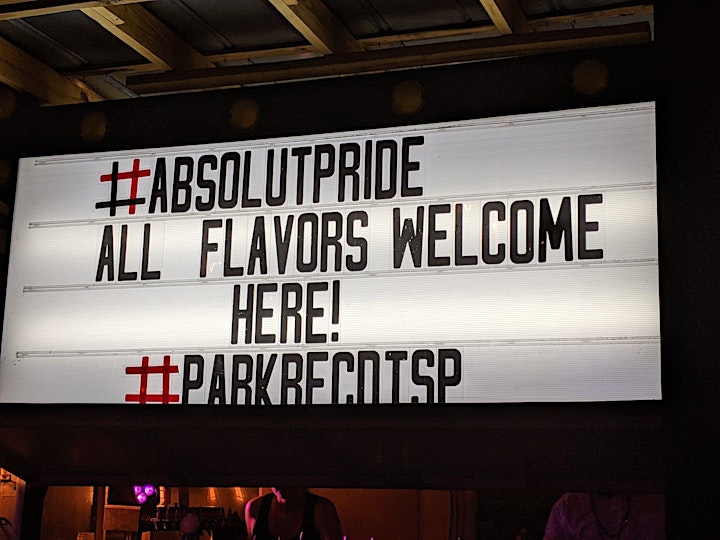 #ABSOLUTPRIDE
ALL FLAVORS WELCOME
HERE!
#PARKRECDTSP